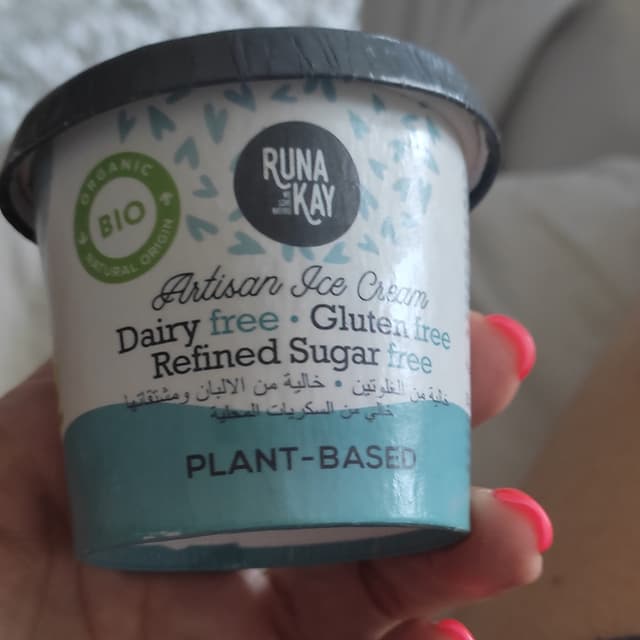 RUNA
KAY
ORGANIC
BIO
NATURAL ORIGIN
Artisan Ice Cream
Dairy free • Gluten free
Refined Sugar free
خالية من الغلوتين • خالية من الالبان ومشتقاتها
خالي من السكريات المحلية
PLANT-BASED